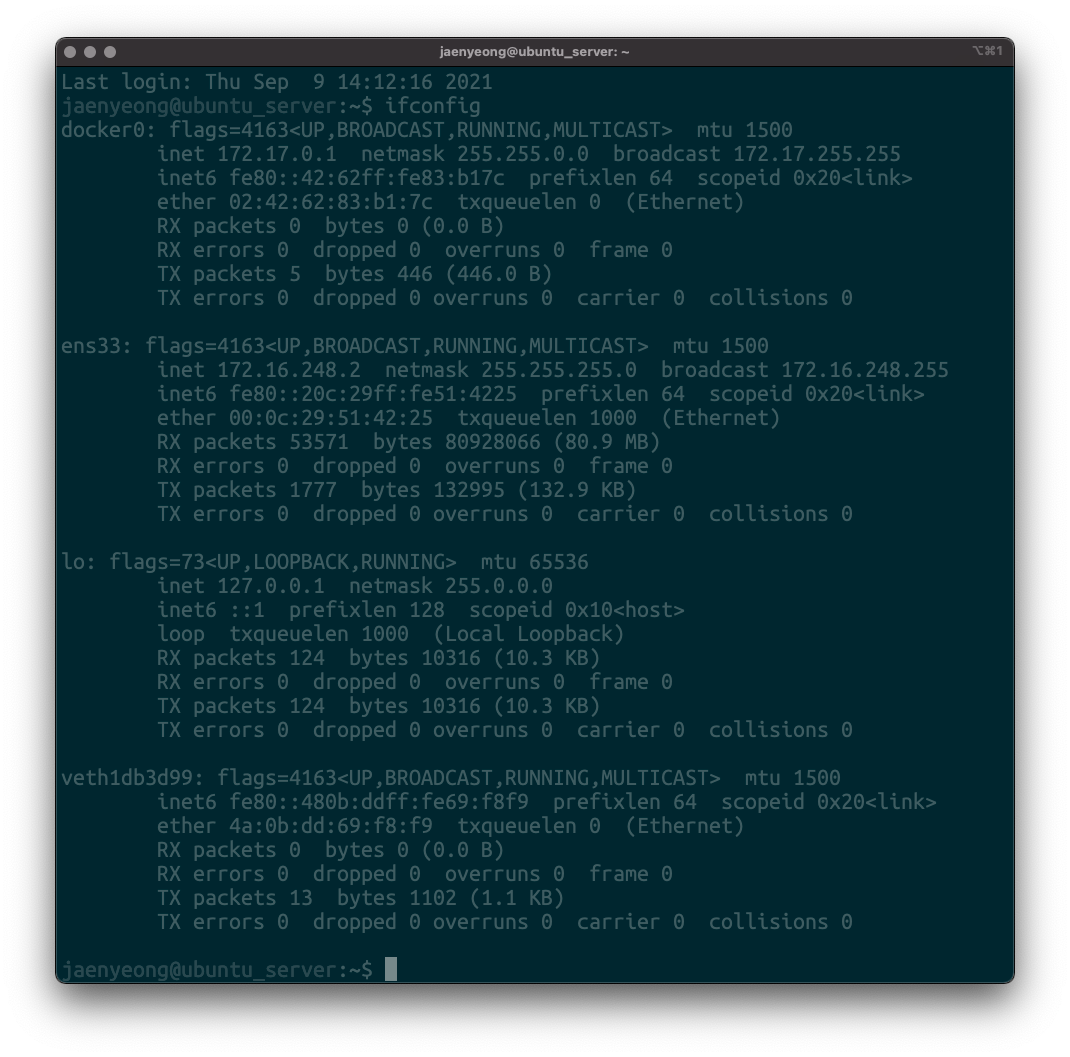 jaenyeong@ubuntu_server: ~
⌥⌘1
Last login: Thu Sep  9 14:12:16 2021
jaenyeong@ubuntu_server:~$ ifconfig
docker0: flags=4163<UP,BROADCAST,RUNNING,MULTICAST>  mtu 1500
        inet 172.17.0.1  netmask 255.255.0.0  broadcast 172.17.255.255
        inet6 fe80::42:62ff:fe83:b17c  prefixlen 64  scopeid 0x20<link>
        ether 02:42:62:83:b1:7c  txqueuelen 0  (Ethernet)
        RX packets 0  bytes 0 (0.0 B)
        RX errors 0  dropped 0  overruns 0  frame 0
        TX packets 5  bytes 446 (446.0 B)
        TX errors 0  dropped 0 overruns 0  carrier 0  collisions 0

ens33: flags=4163<UP,BROADCAST,RUNNING,MULTICAST>  mtu 1500
        inet 172.16.248.2  netmask 255.255.255.0  broadcast 172.16.248.255
        inet6 fe80::20c:29ff:fe51:4225  prefixlen 64  scopeid 0x20<link>
        ether 00:0c:29:51:42:25  txqueuelen 1000  (Ethernet)
        RX packets 53571  bytes 80928066 (80.9 MB)
        RX errors 0  dropped 0  overruns 0  frame 0
        TX packets 1777  bytes 132995 (132.9 KB)
        TX errors 0  dropped 0 overruns 0  carrier 0  collisions 0

lo: flags=73<UP,LOOPBACK,RUNNING>  mtu 65536
        inet 127.0.0.1  netmask 255.0.0.0
        inet6 ::1  prefixlen 128  scopeid 0x10<host>
        loop  txqueuelen 1000  (Local Loopback)
        RX packets 124  bytes 10316 (10.3 KB)
        RX errors 0  dropped 0  overruns 0  frame 0
        TX packets 124  bytes 10316 (10.3 KB)
        TX errors 0  dropped 0 overruns 0  carrier 0  collisions 0

veth1db3d99: flags=4163<UP,BROADCAST,RUNNING,MULTICAST>  mtu 1500
        inet6 fe80::480b:ddff:fe69:f8f9  prefixlen 64  scopeid 0x20<link>
        ether 4a:0b:dd:69:f8:f9  txqueuelen 0  (Ethernet)
        RX packets 0  bytes 0 (0.0 B)
        RX errors 0  dropped 0  overruns 0  frame 0
        TX packets 13  bytes 1102 (1.1 KB)
        TX errors 0  dropped 0 overruns 0  carrier 0  collisions 0

jaenyeong@ubuntu_server:~$